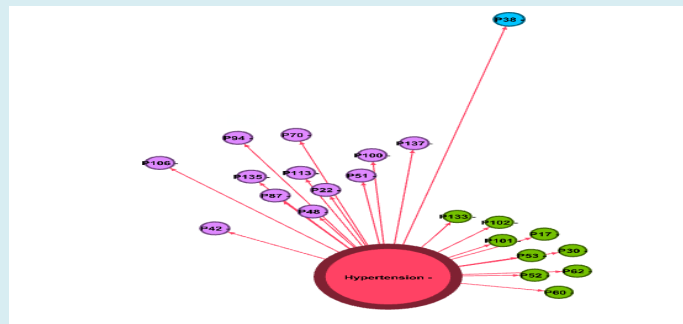 P38 -
P94 -
P70 -
P137-
P100-
P106-
P135-
P113-
P51 -
P87 -
P22 -
P48 -
P133-
P42 -
P102-
P101-
P17 -
P53 -
P30 -
P52 -
P62 -
P60 -
Hypertension -